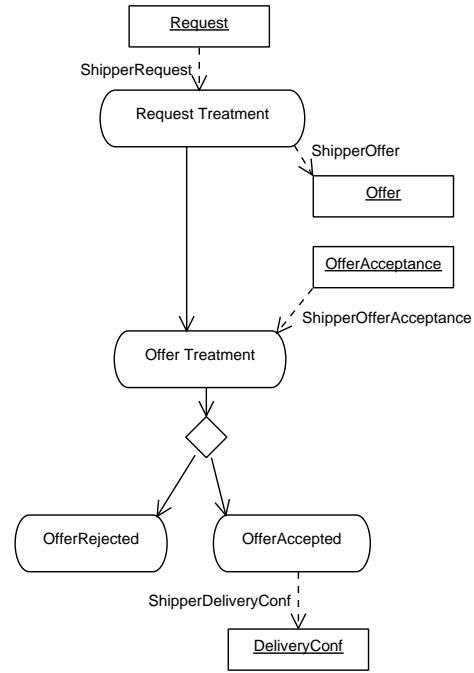 Request
ShipperRequest
Request Treatment
ShipperOffer
Offer
OfferAcceptance
ShipperOfferAcceptance
Offer Treatment
OfferRejected
OfferAccepted
ShipperDeliveryConf
DeliveryConf